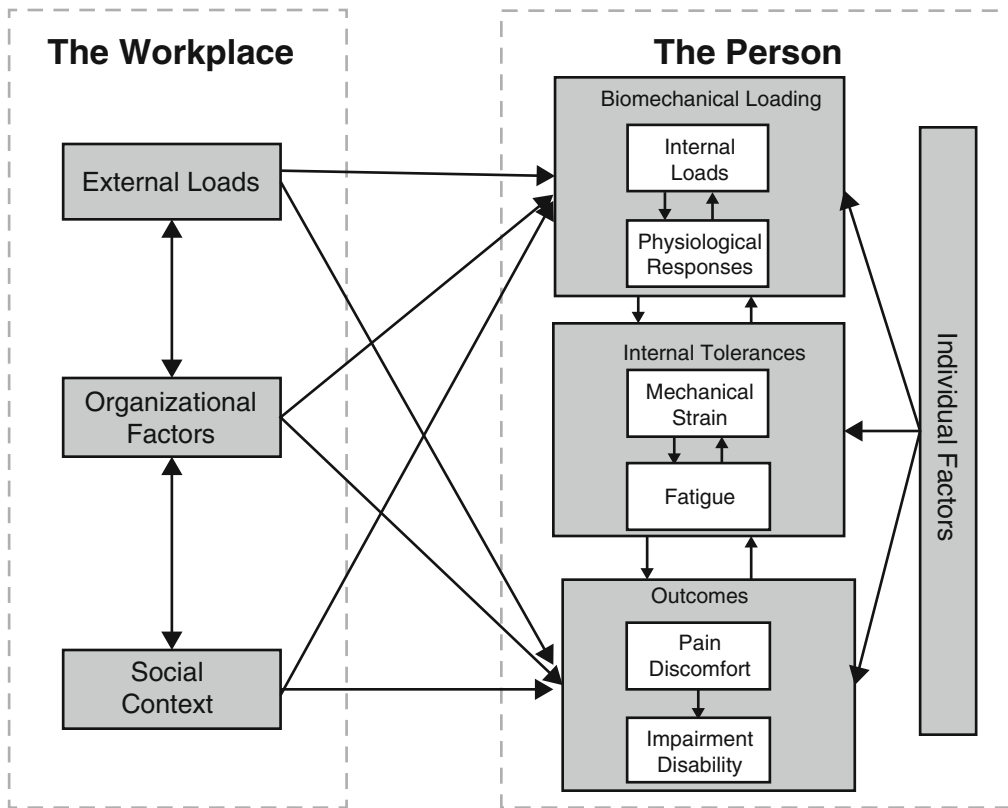 The Workplace
External Loads
Organizational
Factors
Social
Context
The Person
Biomechanical Loading
Internal
Loads
Physiological
Responses
Internal Tolerances
Mechanical
Strain
Fatigue
Outcomes
Pain
Discomfort
Impairment
Disability
Individual Factors